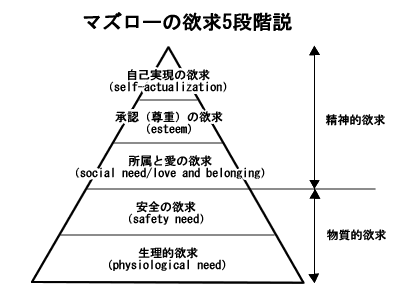 マズローの欲求5段階説
自己実現の欲求
(self-actualization)
承認（尊重）の欲求
(esteem)
所属と愛の欲求
(social need/love and belonging)
安全の欲求
(safety need)
生理的欲求
(physiological need)
精神的欲求
物質的欲求